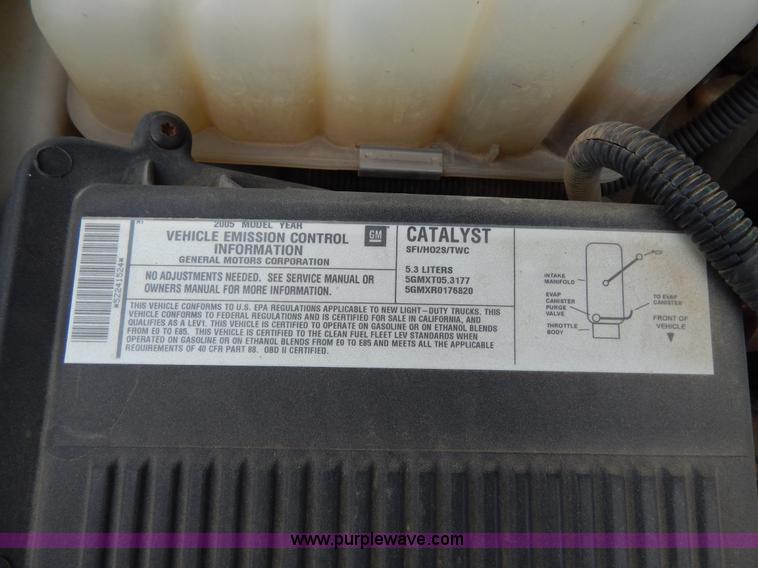 2005 MODEL YEAR
VEHICLE EMISSION CONTROL
INFORMATION
GENERAL MOTORS CORPORATION
GM
NO ADJUSTMENTS NEEDED. SEE SERVICE MANUAL OR
OWNERS MANUAL FOR MORE INFORMATION.
CATALYST
SFI/HO2S/TWC
5.3 LITERS
5GMXT05.3177
5GMXR0176820
THIS VEHICLE CONFORMS TO U.S. EPA REGULATIONS APPLICABLE TO NEW LIGHT-DUTY TRUCKS. THIS
VEHICLE CONFORMS TO FEDERAL REGULATIONS AND IS CERTIFIED FOR SALE IN CALIFORNIA, AND
QUALIFIES AS A LEV1. THIS VEHICLE IS CERTIFIED TO OPERATE ON GASOLINE OR ON ETHANOL BLENDS
FROM E0 TO E85. THIS VEHICLE IS CERTIFIED TO THE CLEAN FUEL FLEET LEV STANDARDS WHEN
OPERATED ON GASOLINE OR ON ETHANOL BLENDS FROM E0 TO E85 AND MEETS ALL THE APPLICABLE
REQUIREMENTS OF 40 CFR PART 88. OBD II CERTIFIED.
*52241524*
PCV
INTAKE
MANIFOLD
EVAP
CANISTER
PURGE
VALVE
THROTTLE
BODY
TO EVAP
CANISTER
FRONT OF
VEHICLE
www.purplewave.com